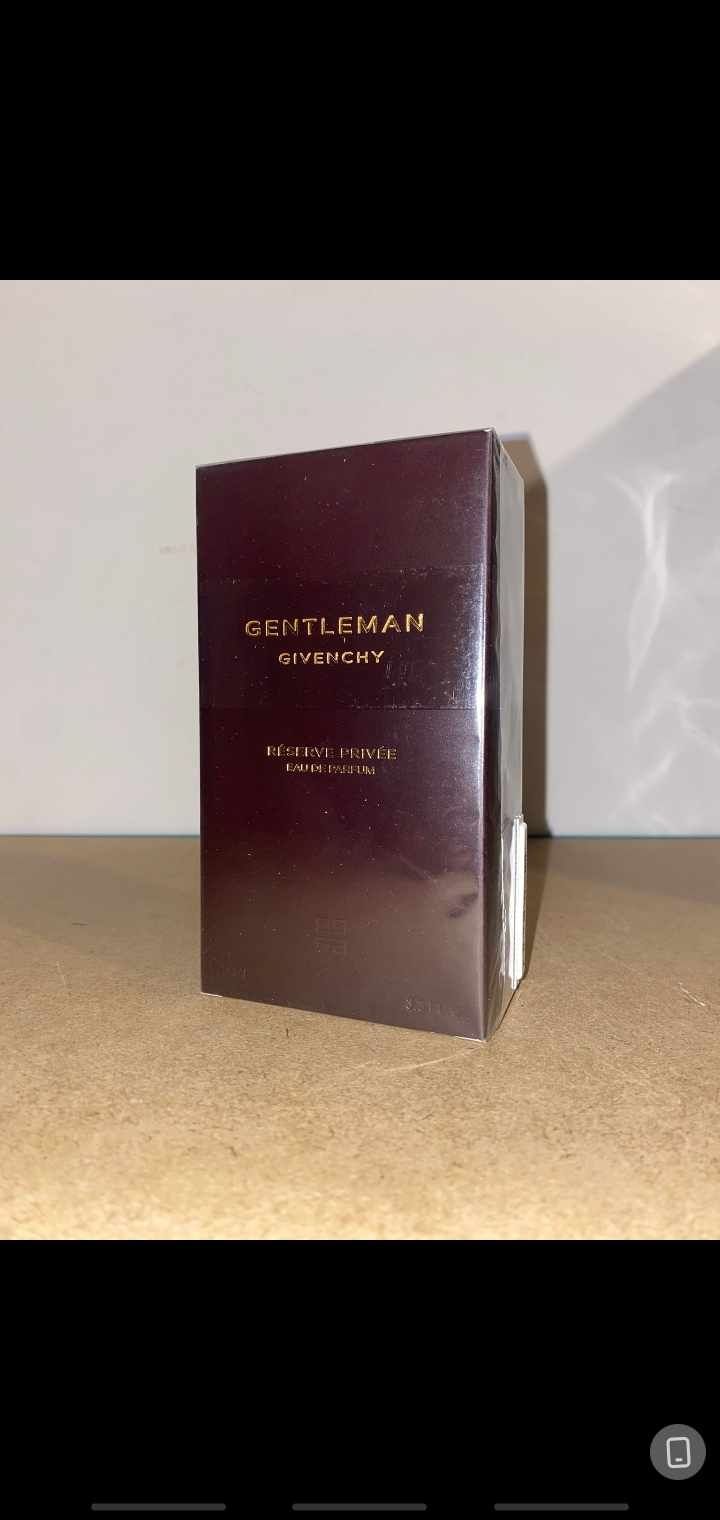 GENTLEMAN
GIVENCHY
RÉSERVE PRIVÉE
EAU DE PARFUM